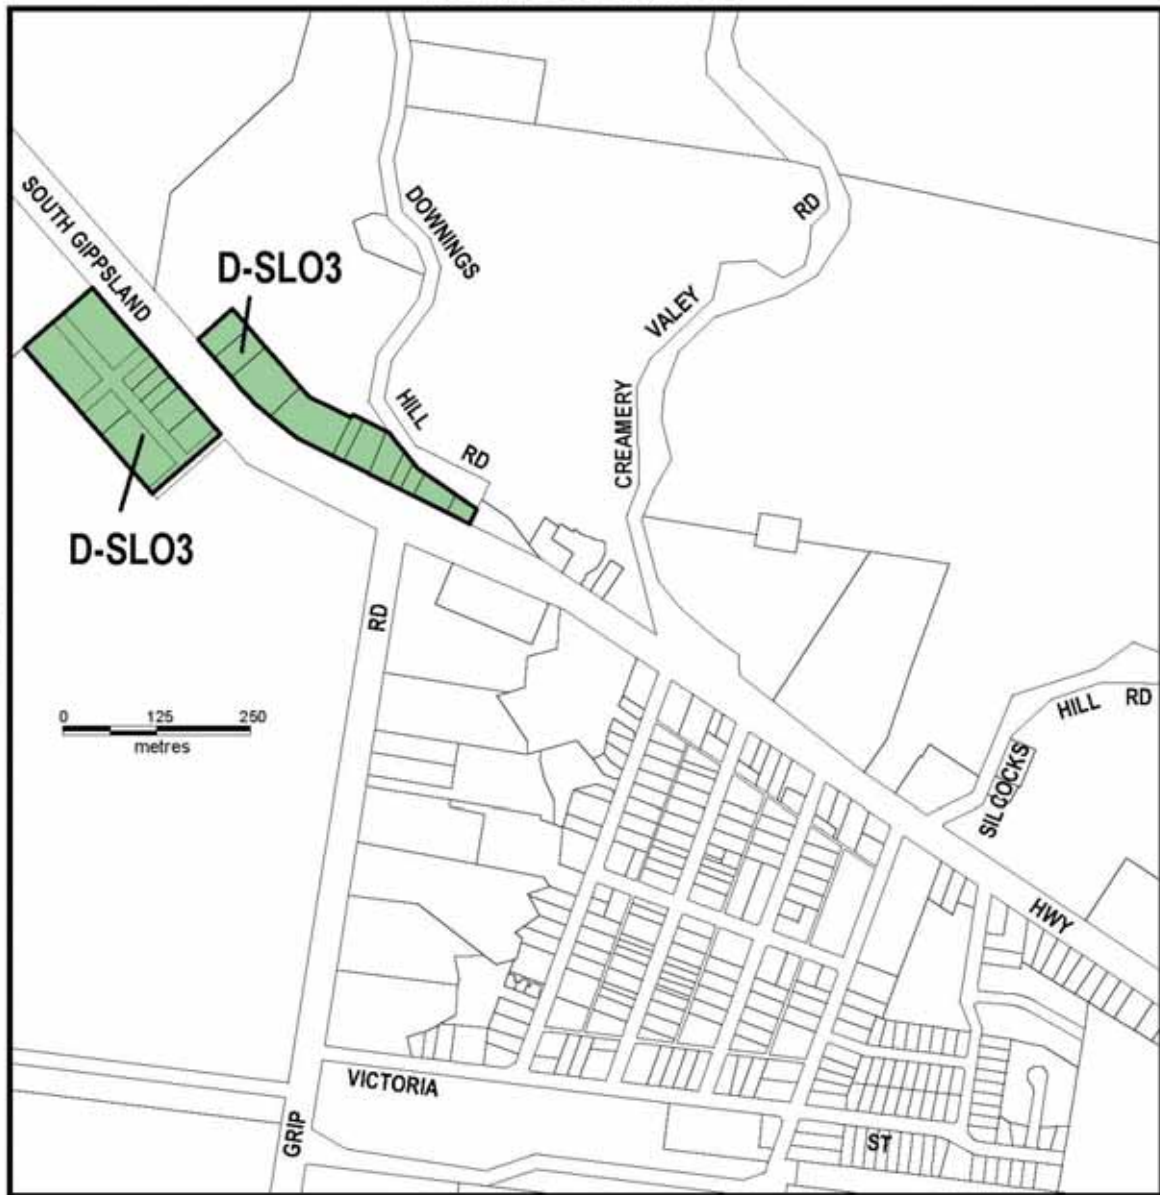 SOUTH GIPPSLAND
DOWNINGS
RD
D-SLO3
VALEY
HILL
RD
CREAMERY
D-SLO3
RD
0 125 250
metres
HILL RD
SILCOCKS
HWY
VICTORIA
GRIP
ST